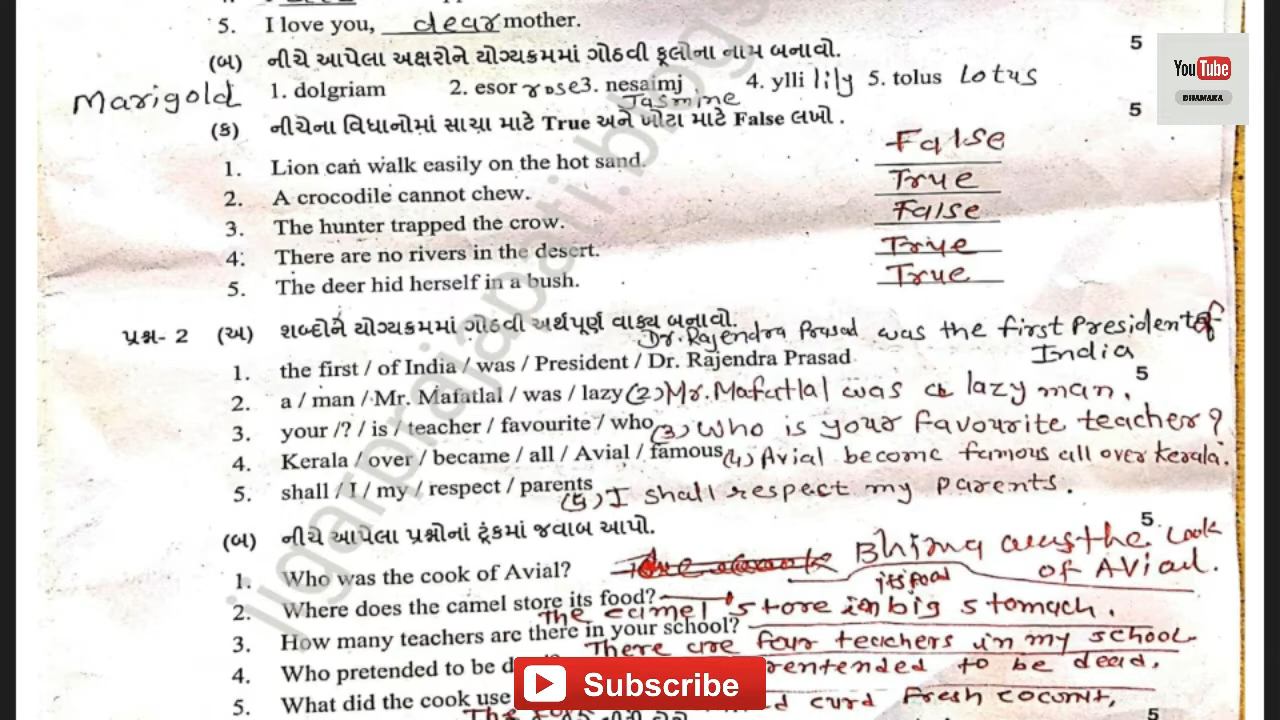 5. I love you, dear mother.
(બ) નીચે આપેલા અક્ષરોને યોગ્યક્રમમાં ગોઠવી ફૂલોના નામ બનાવો. 5
YouTube
DHAMAKA
Marigold 1. dolgriam 2. esor rose 3. nesaimj 4. ylli lily 5. tolus Lotus
Jasmine
(ક) નીચેના વિધાનોમાં સાચા માટે True અને ખોટા માટે False લખો . 5
1. Lion can walk easily on the hot sand. False
2. A crocodile cannot chew. True
3. The hunter trapped the crow. False
4. There are no rivers in the desert. True
5. The deer hid herself in a bush. True
પ્રશ્ન- 2 (અ) શબ્દોને યોગ્યક્રમમાં ગોઠવી અર્થપૂર્ણ વાક્ય બનાવો.
Dr. Rajendra Prasad was the first President of
India
1. the first / of India / was / President / Dr. Rajendra Prasad 5
2. a / man / Mr. Mafatlal / was / lazy (2) Mr. Mafatlal was a lazy man.
3. your /? / is / teacher / favourite / who (3) Who is your favourite teacher?
4. Kerala / over / became / all / Avial / famous (4) Avial become famous all over kerala.
5. shall / I / my / respect / parents (5) I shall respect my parents.
(બ) નીચે આપેલા પ્રશ્નોનાં ટૂંકમાં જવાબ આપો. 5
1. Who was the cook of Avial? Bhima was the cook
of Avial.
its food
2. Where does the camel store its food? The camel store in big stomach.
3. How many teachers are there in your school? There are four teachers in my school
4. Who pretended to be to be dead.
5. What did the cook use curd fresh cocont,
The
Subscribe
5
jigarprajapati.blog